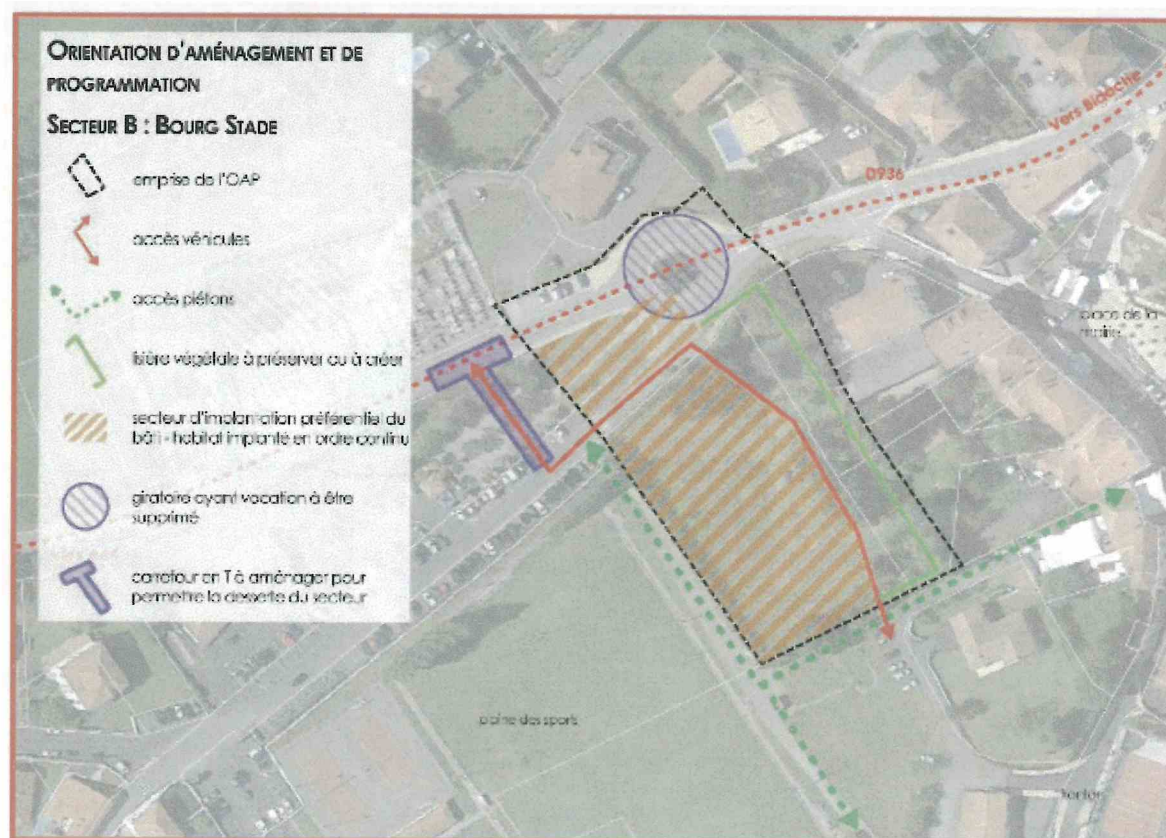 ORIENTATION D'AMÉNAGEMENT ET DE
PROGRAMMATION
SECTEUR B : BOURG STADE
emprise de l'OAP
accès véhicules
accès piétons
lisière végétale à préserver ou à créer
secteur d'implantation préférentiel du
bâti - habitat implanté en ordre continu
giratoire ayant vocation à être
supprimé
carrefour en T à aménager pour
permettre la desserte du secteur
Vers
D936
place de la
mairie
plaine des sports